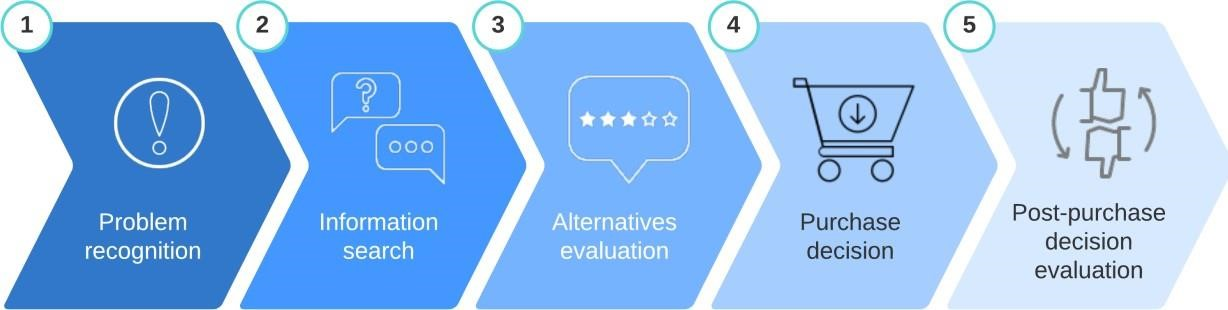 1
Problem
recognition
2
?
Information
search
3
Alternatives
evaluation
4
Purchase
decision
5
Post-purchase
decision
evaluation